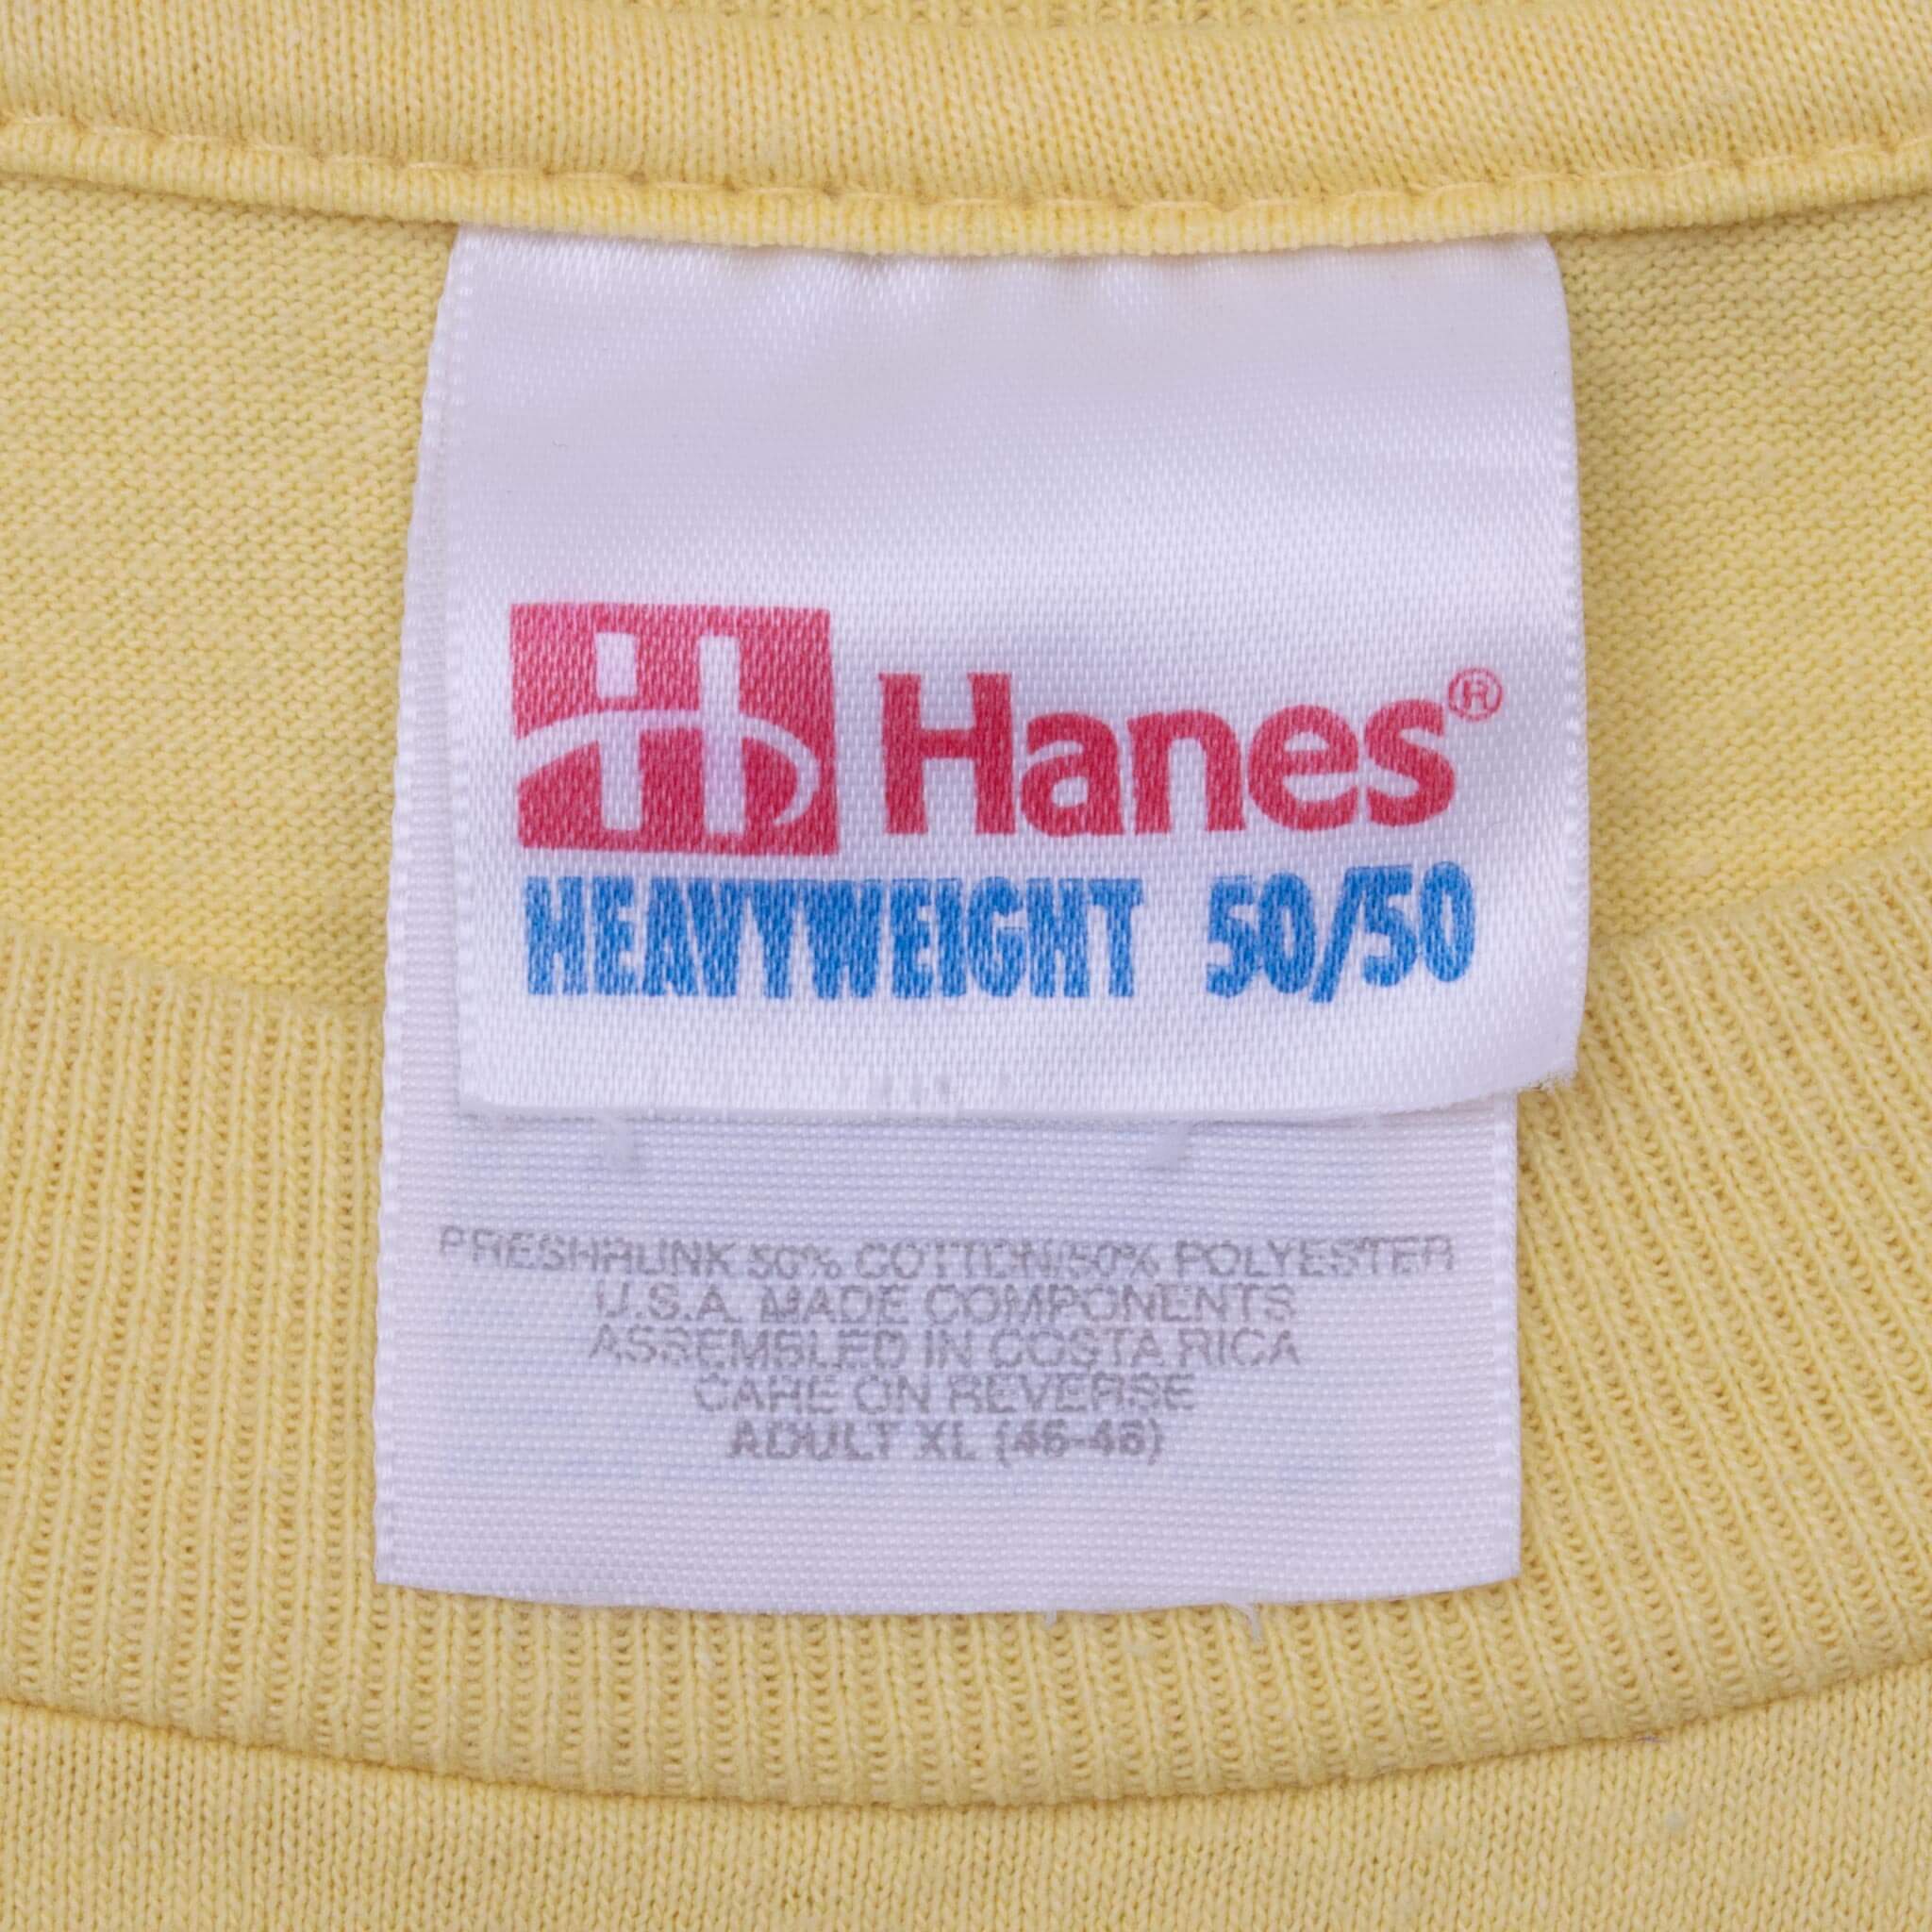 H Hanes®
HEAVYWEIGHT 50/50
PRESHRUNK 50% COTTON/50% POLYESTER
U.S.A. MADE COMPONENTS
ASSEMBLED IN COSTA RICA
CARE ON REVERSE
ADULT XL (46-48)